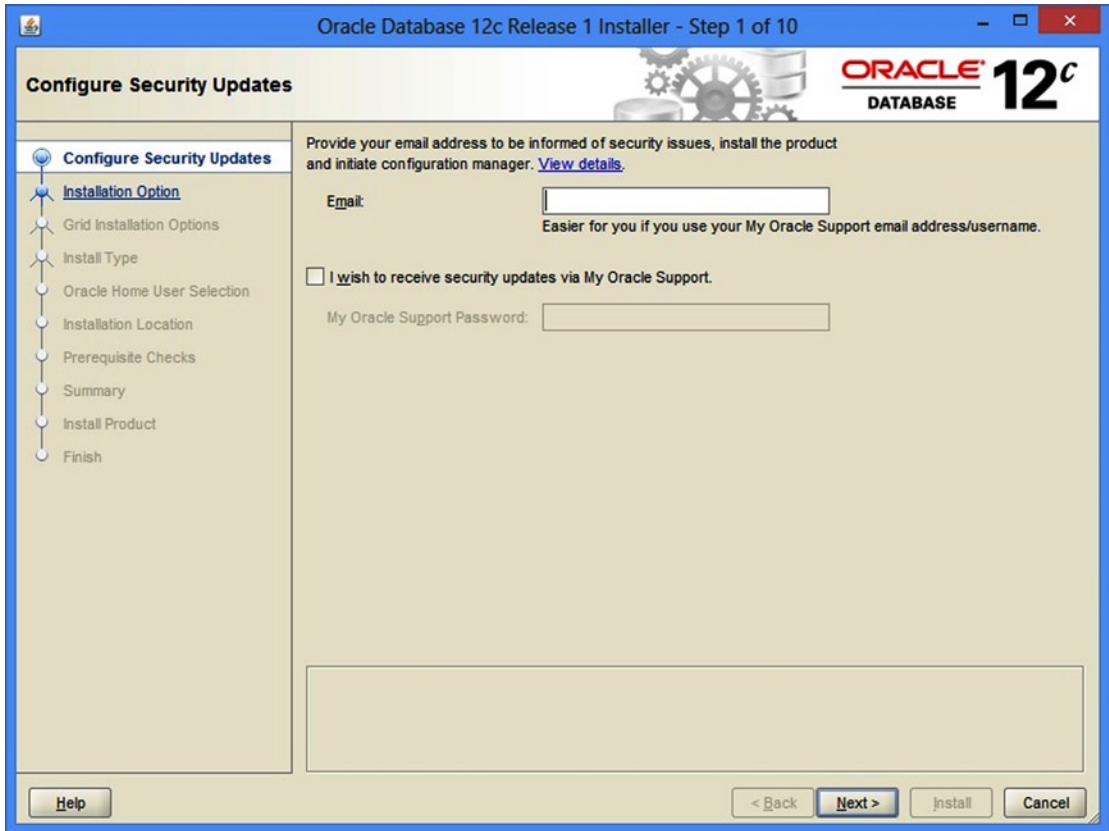 Oracle Database 12c Release 1 Installer - Step 1 of 10
Configure Security Updates
ORACLE DATABASE 12c
Configure Security Updates
Installation Option
Grid Installation Options
Install Type
Oracle Home User Selection
Installation Location
Prerequisite Checks
Summary
Install Product
Finish
Provide your email address to be informed of security issues, install the product
and initiate configuration manager. View details.
Email:
Easier for you if you use your My Oracle Support email address/username.
I wish to receive security updates via My Oracle Support.
My Oracle Support Password:
Help
< Back
Next >
Install
Cancel